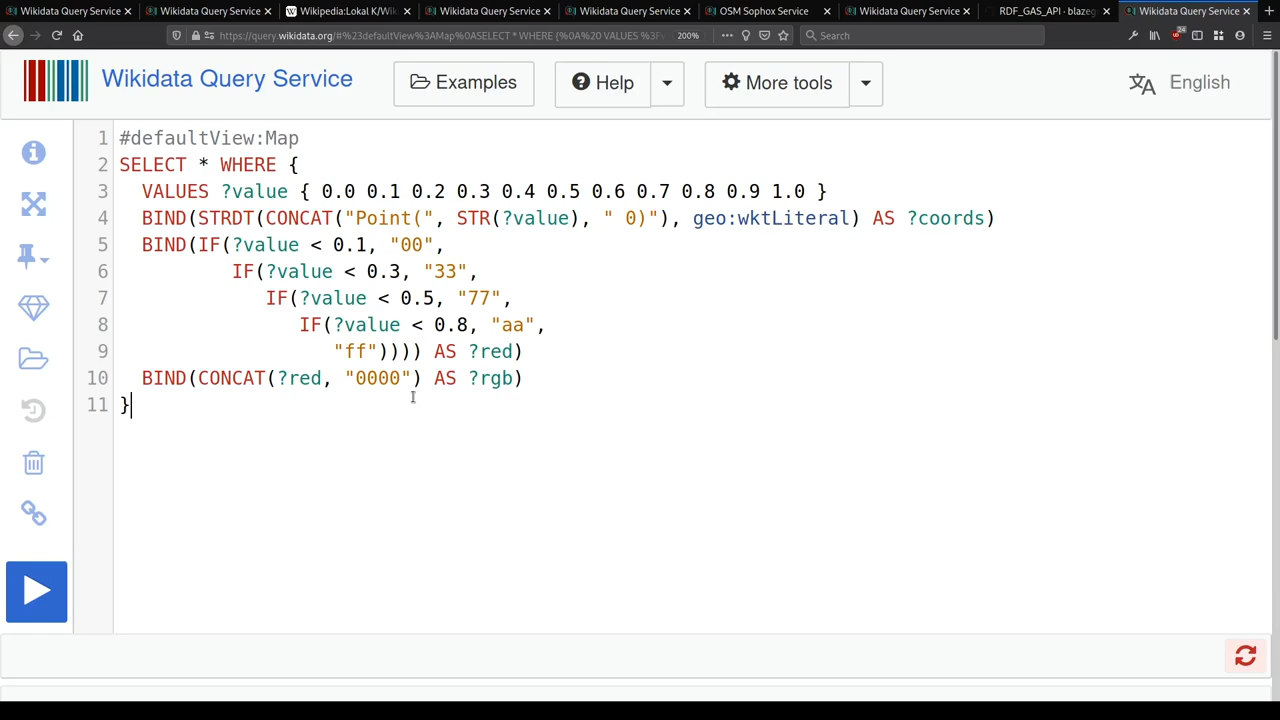 Wikidata Query Service
Wikidata Query Service
Wikipedia:Lokal K/Wik
Wikidata Query Service
Wikidata Query Service
OSM Sophox Service
Wikidata Query Service
RDF_GAS_API · blazeg
Wikidata Query Service
https://query.wikidata.org/#%23defaultView%3AMap%0ASELECT * WHERE {%0A%20 VALUES %3Fv
200%
Search
24
Wikidata Query Service
Examples
Help
More tools
English
1 #defaultView:Map
2 SELECT * WHERE {
3   VALUES ?value { 0.0 0.1 0.2 0.3 0.4 0.5 0.6 0.7 0.8 0.9 1.0 }
4   BIND(STRDT(CONCAT("Point(", STR(?value), " 0)"), geo:wktLiteral) AS ?coords)
5   BIND(IF(?value < 0.1, "00",
6           IF(?value < 0.3, "33",
7              IF(?value < 0.5, "77",
8                 IF(?value < 0.8, "aa",
9                    "ff")))) AS ?red)
10   BIND(CONCAT(?red, "0000") AS ?rgb)
11 }